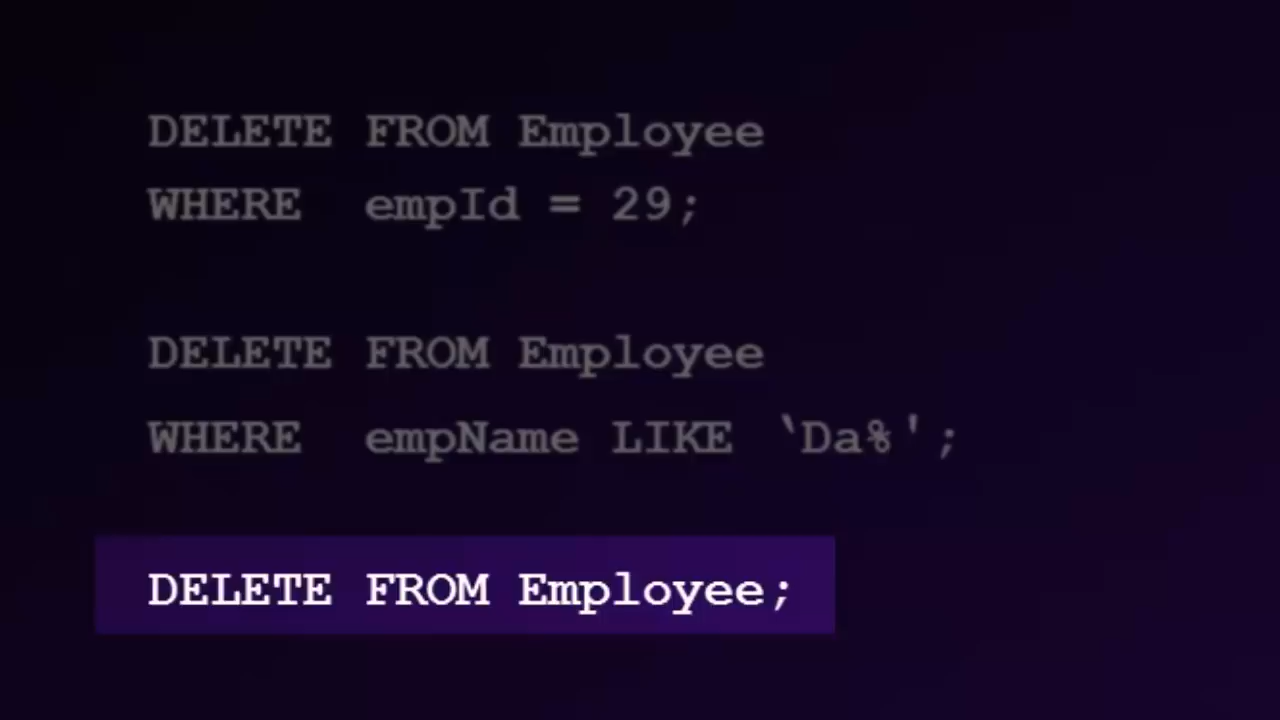 DELETE FROM Employee
WHERE  empId = 29;
DELETE FROM Employee
WHERE  empName LIKE `Da%';
DELETE FROM Employee;